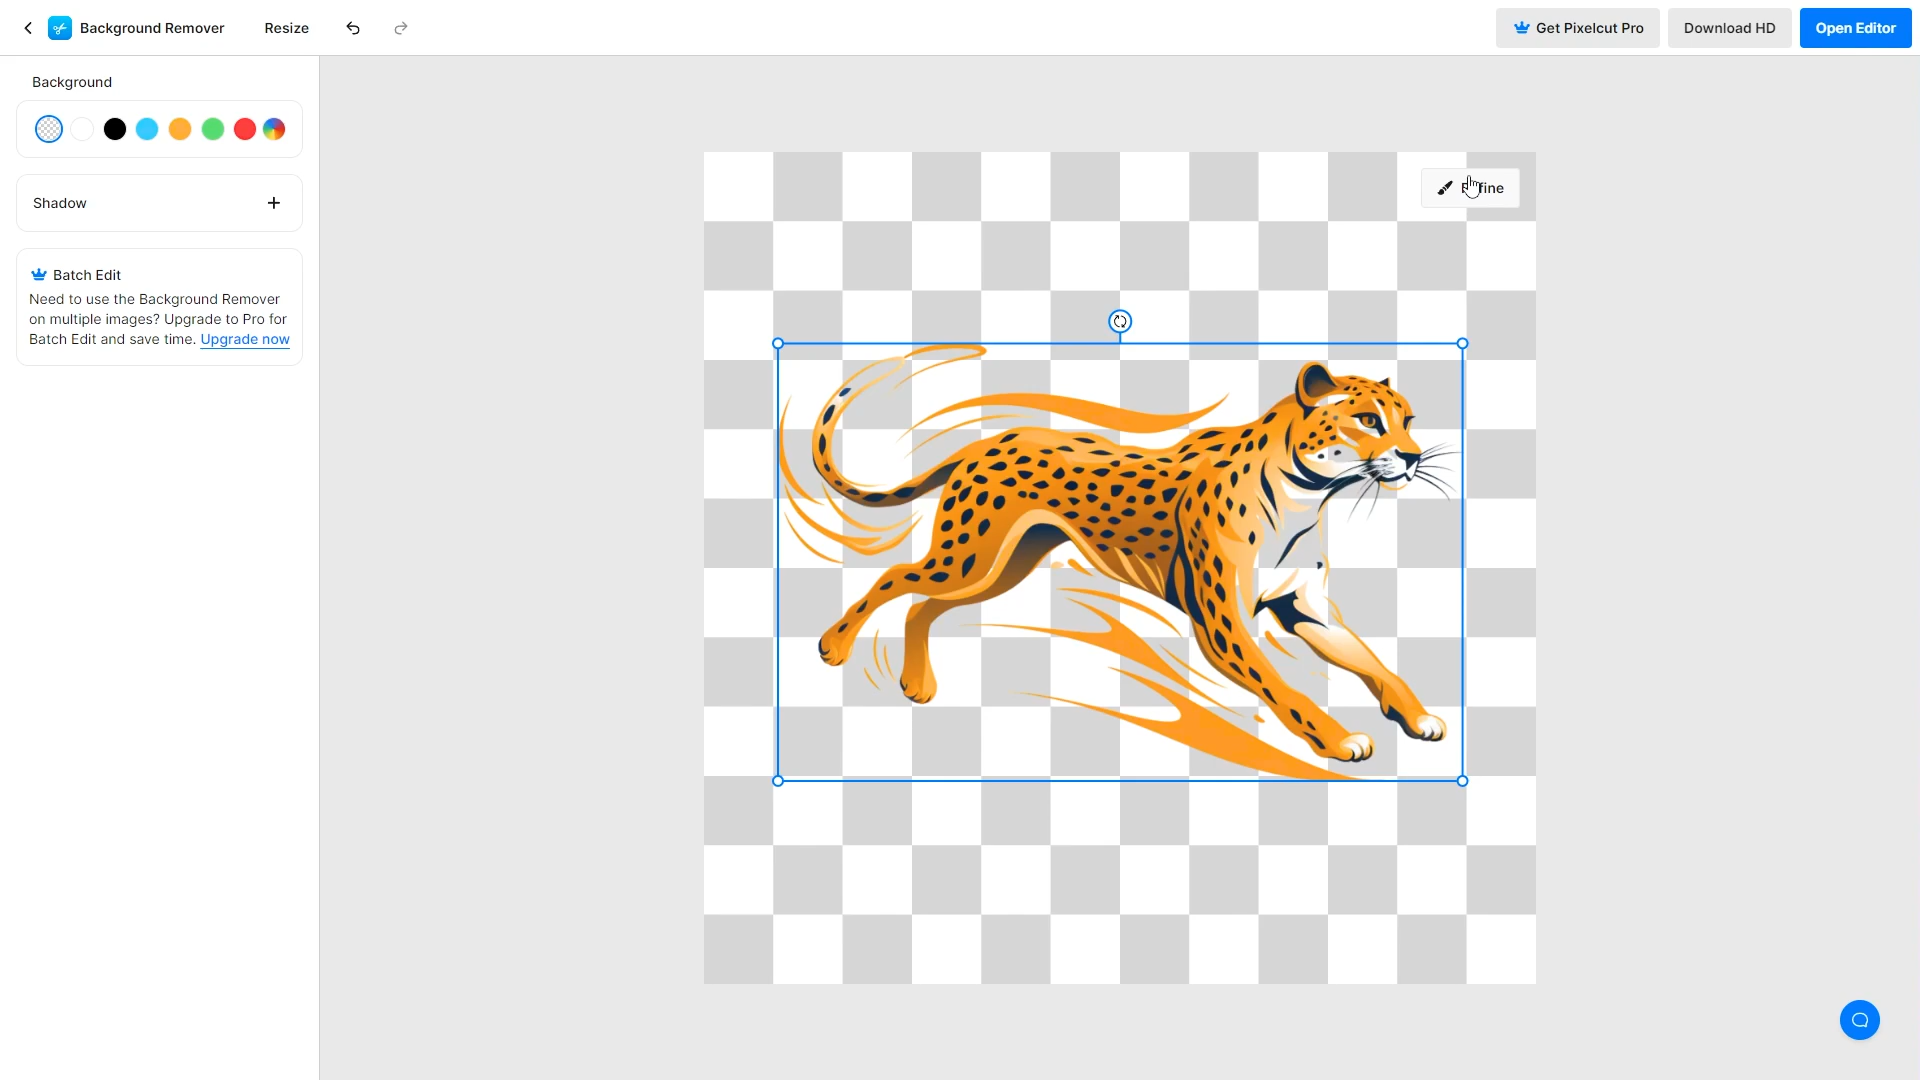 Background Remover
Resize
Get Pixelcut Pro
Download HD
Open Editor
Background
Shadow
Batch Edit
Need to use the Background Remover
on multiple images? Upgrade to Pro for
Batch Edit and save time. Upgrade now